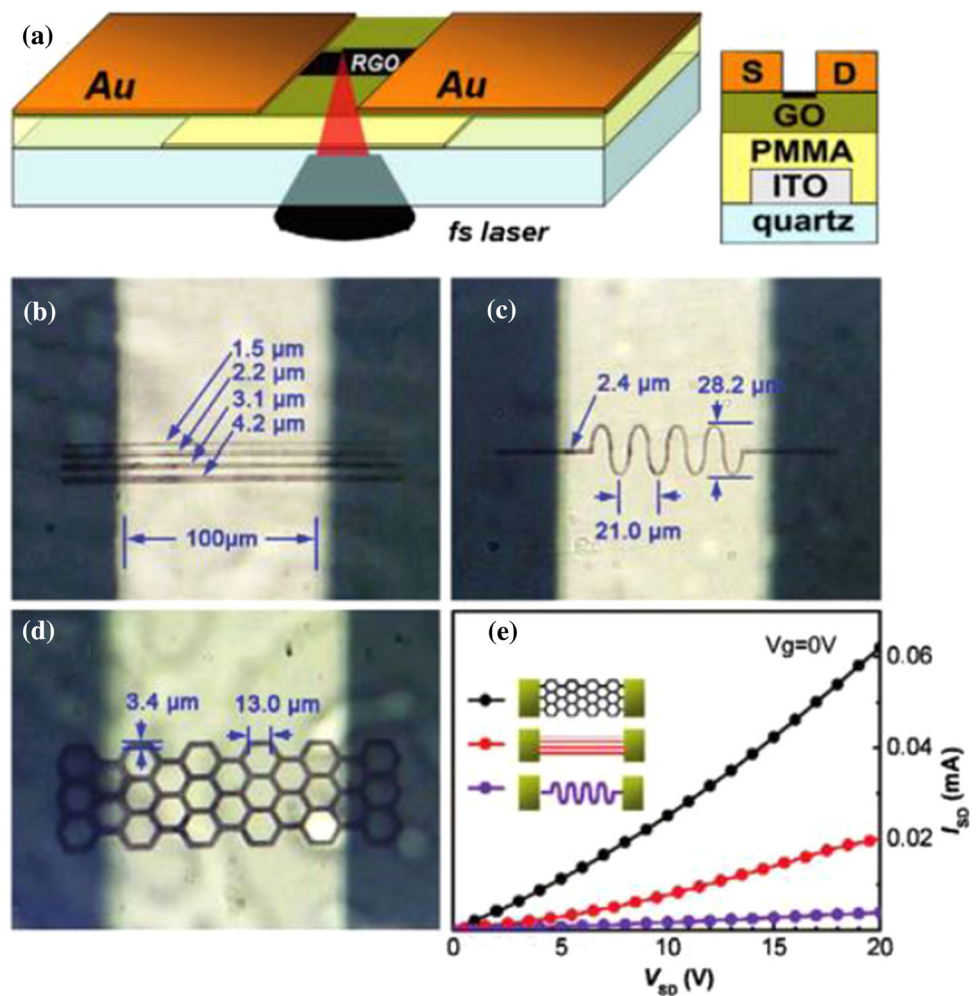 (a)
Au
RGO
Au
fs laser
S
D
GO
PMMA
ITO
quartz
(b)
1.5 µm
2.2 µm
3.1 µm
4.2 µm
100µm
(c)
2.4 µm
28.2µm
21.0 µm
(d)
3.4 µm
13.0 µm
(e)
Vg=0V
0.06
0.04
0.02
I_SD (mA)
0 5 10 15 20
V_SD (V)